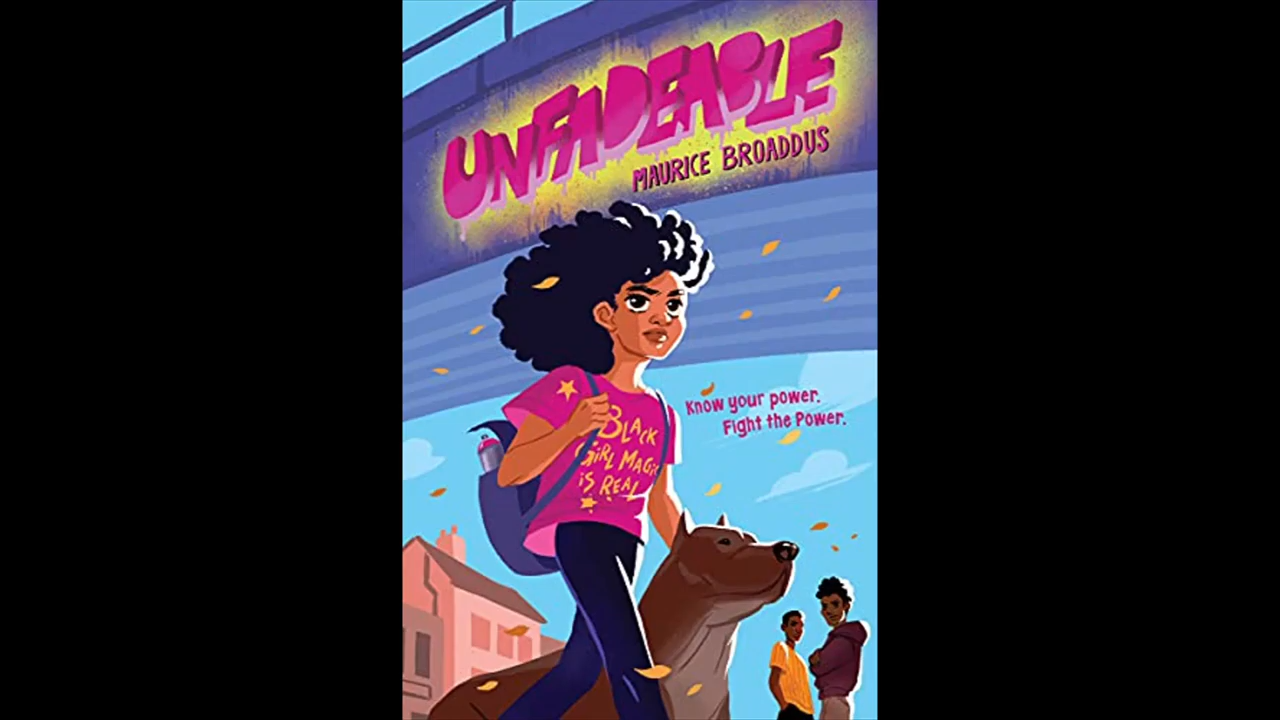 UNFADEABLE
MAURICE BROADDUS
Know your power.
Fight the Power.
BLACK
GIRL MAGIC
is REAL